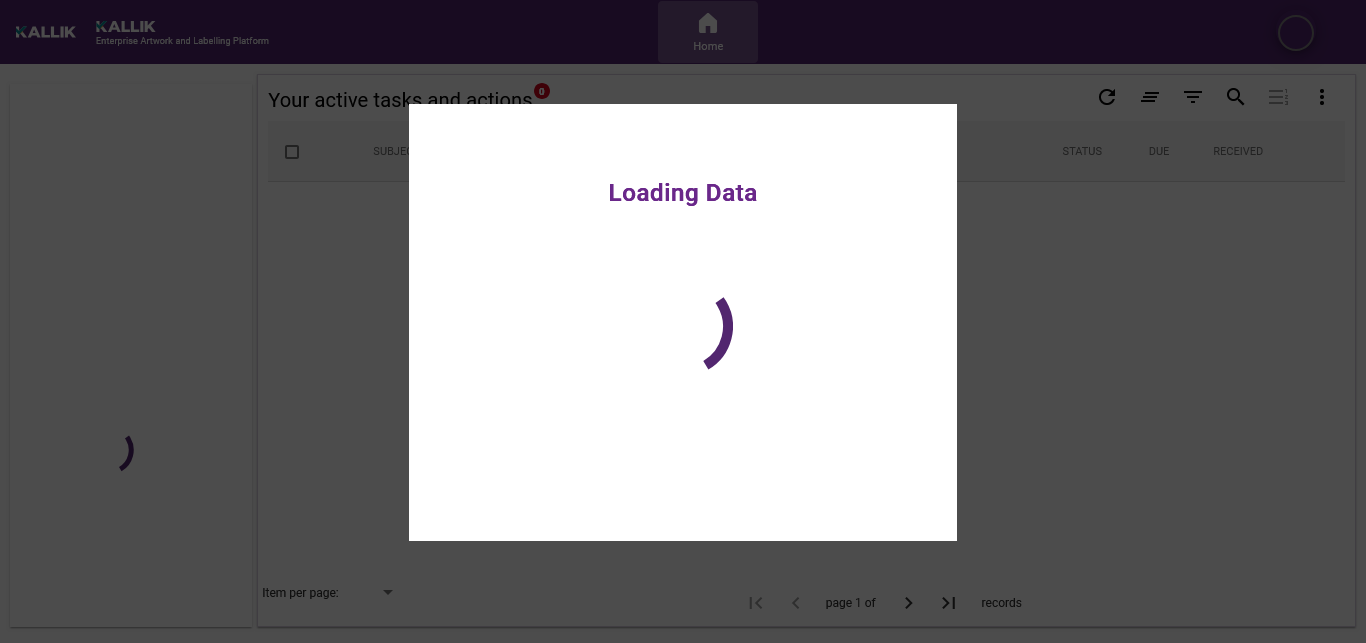 KALLIK
KALLIK
Enterprise Artwork and Labelling Platform
Home
Your active tasks and actions
0
STATUS
DUE
RECEIVED
Loading Data
Item per page:
page 1 of
records